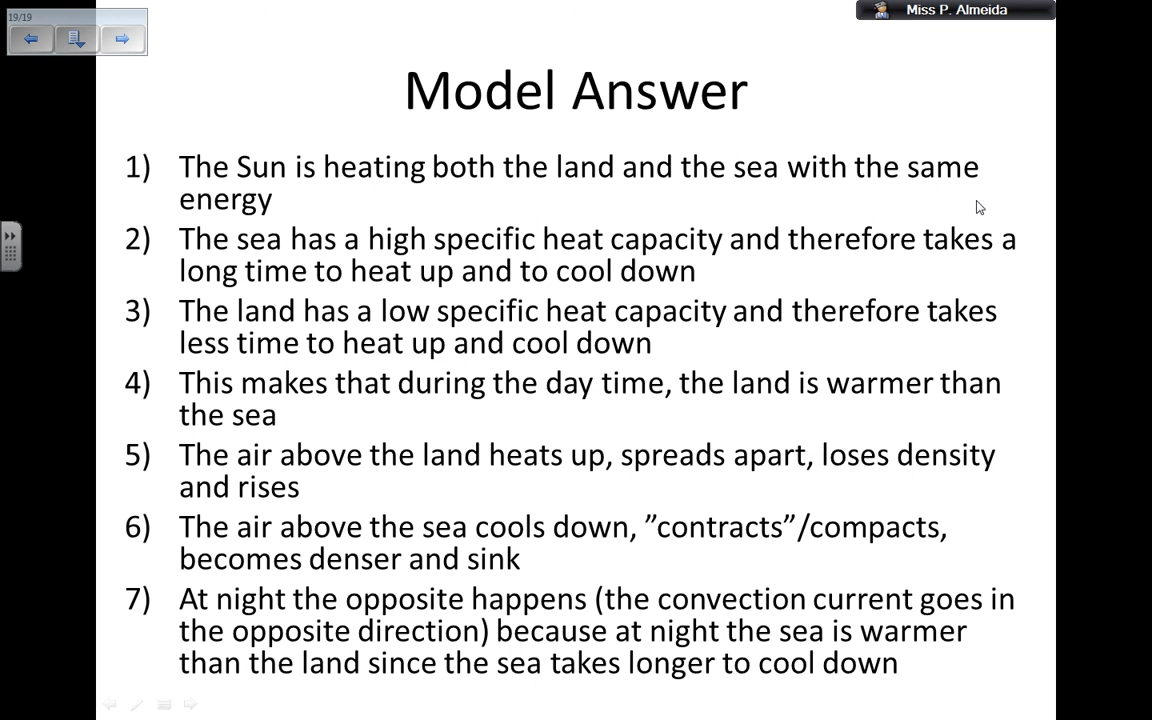 19/19
Miss P. Almeida
Model Answer
1) The Sun is heating both the land and the sea with the same
energy
2) The sea has a high specific heat capacity and therefore takes a
long time to heat up and to cool down
3) The land has a low specific heat capacity and therefore takes
less time to heat up and cool down
4) This makes that during the day time, the land is warmer than
the sea
5) The air above the land heats up, spreads apart, loses density
and rises
6) The air above the sea cools down, ”contracts”/compacts,
becomes denser and sink
7) At night the opposite happens (the convection current goes in
the opposite direction) because at night the sea is warmer
than the land since the sea takes longer to cool down